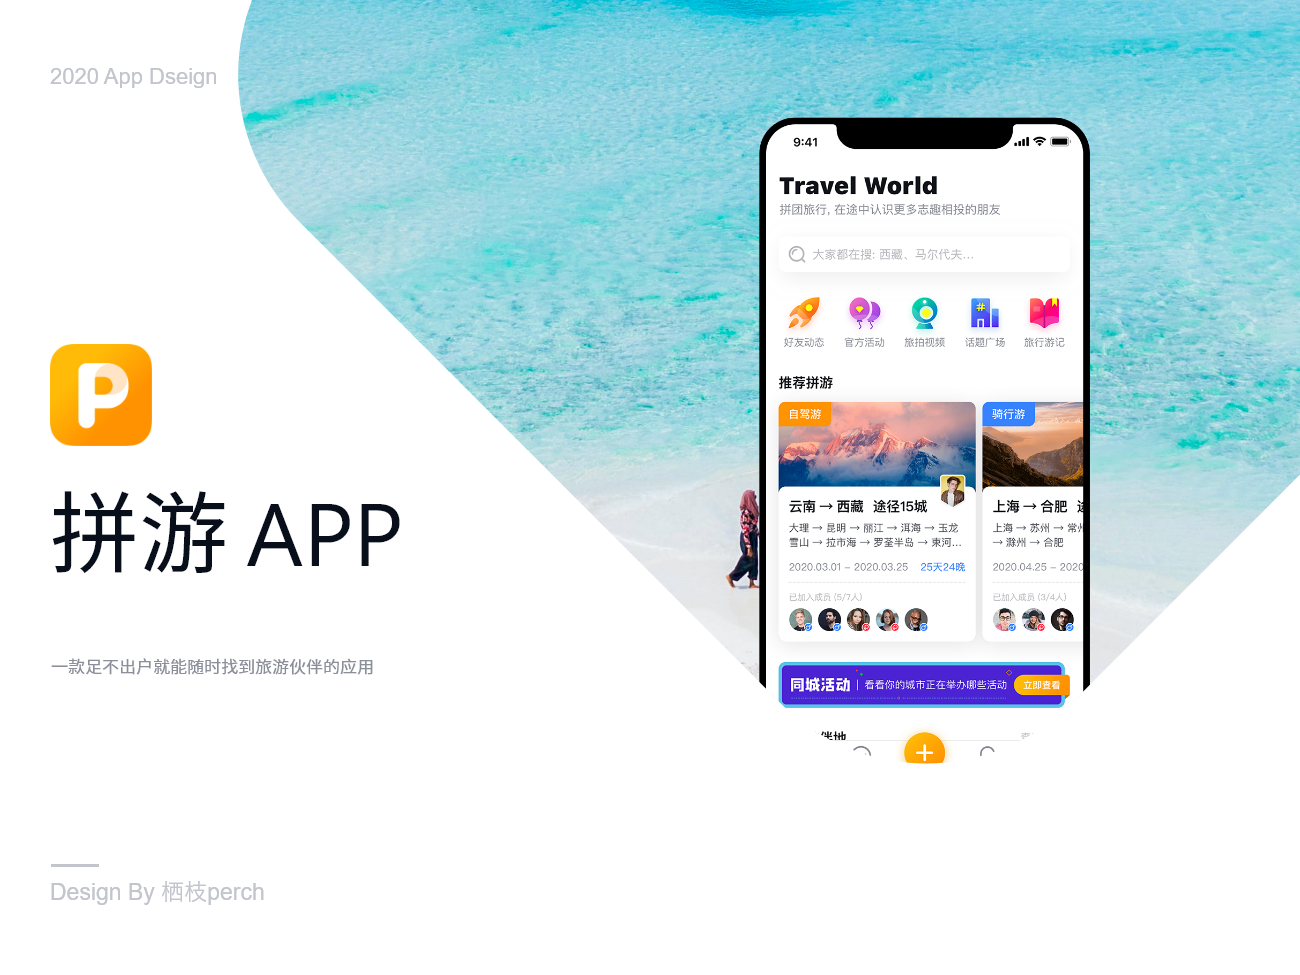 2020 App Dseign
P
拼游 APP
一款足不出户就能随时找到旅游伙伴的应用
Design By 栖枝perch
9:41
Travel World
拼团旅行, 在途中认识更多志趣相投的朋友
大家都在搜: 西藏、马尔代夫...
好友动态 官方活动 旅拍视频 话题广场 旅行游记
推荐拼游
自驾游
云南 → 西藏 途径15城
大理 → 昆明 → 丽江 → 洱海 → 玉龙
雪山 → 拉市海 → 罗荃半岛 → 束河...
2020.03.01 - 2020.03.25 25天24晚
已加入成员 (5/7人)
骑行游
上海 → 合肥
上海 → 苏州 → 常州
→ 滁州 → 合肥
2020.04.25 - 2020
已加入成员 (3/4人)
同城活动 | 看看你的城市正在举办哪些活动 立即查看